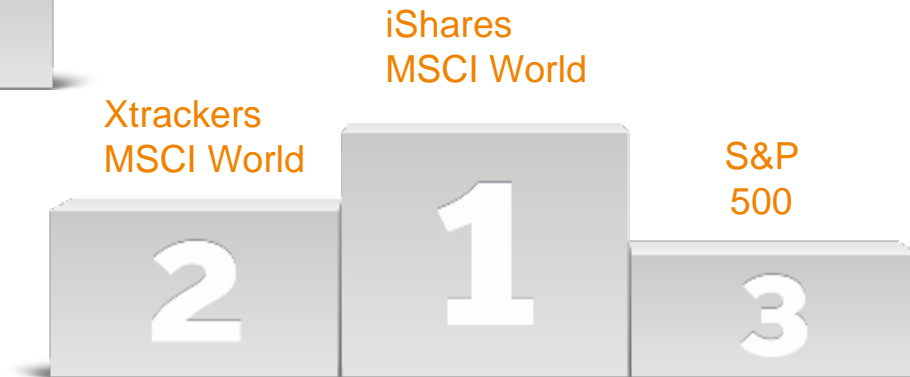 iShares
MSCI World
Xtrackers
MSCI World
S&P
500
2
1
3